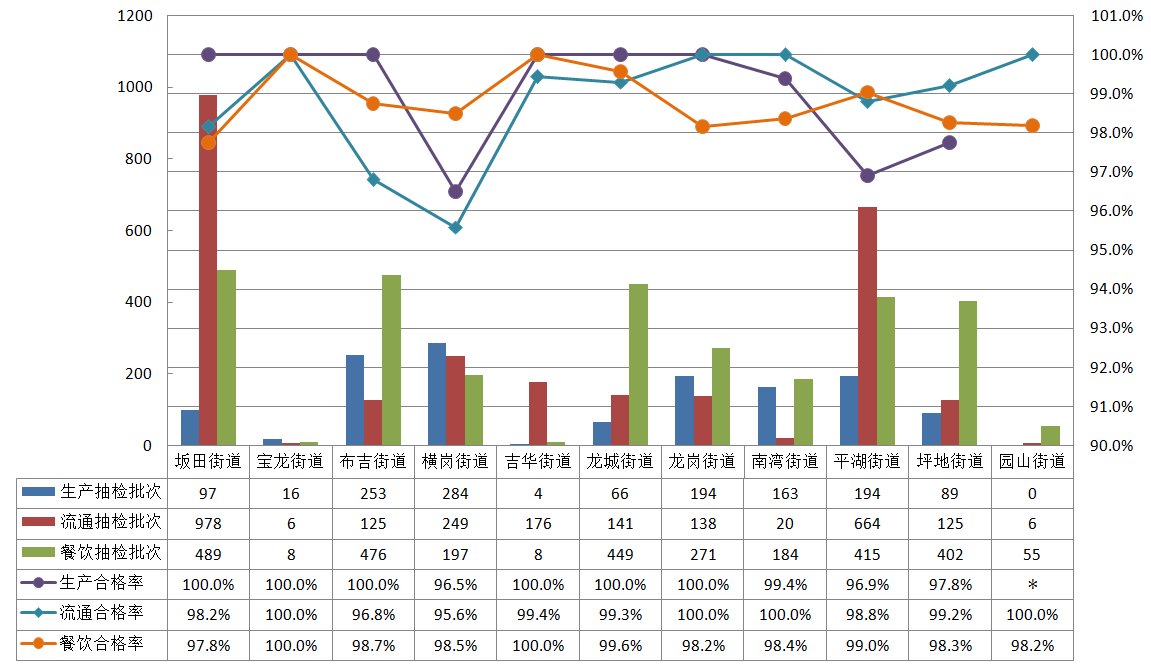 1200 101.0%
100.0%
1000 99.0%
800 98.0%
97.0%
600 96.0%
95.0%
400 94.0%
93.0%
200 92.0%
91.0%
0 90.0%
坂田街道 宝龙街道 布吉街道 横岗街道 吉华街道 龙城街道 龙岗街道 南湾街道 平湖街道 坪地街道 园山街道
生产抽检批次 97 16 253 284 4 66 194 163 194 89 0
流通抽检批次 978 6 125 249 176 141 138 20 664 125 6
餐饮抽检批次 489 8 476 197 8 449 271 184 415 402 55
生产合格率 100.0% 100.0% 100.0% 96.5% 100.0% 100.0% 100.0% 99.4% 96.9% 97.8% *
流通合格率 98.2% 100.0% 96.8% 95.6% 99.4% 99.3% 100.0% 100.0% 98.8% 99.2% 100.0%
餐饮合格率 97.8% 100.0% 98.7% 98.5% 100.0% 99.6% 98.2% 98.4% 99.0% 98.3% 98.2%